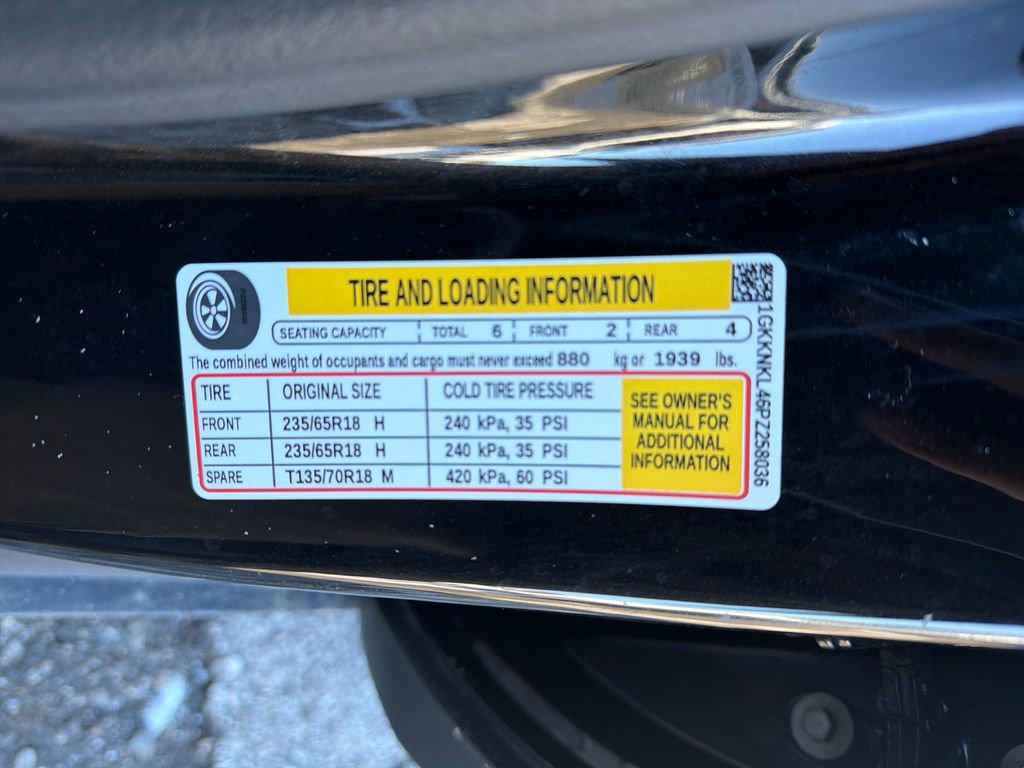 TIRE AND LOADING INFORMATION
SEATING CAPACITY TOTAL 6 FRONT 2 REAR 4
The combined weight of occupants and cargo must never exceed 880 kg or 1939 lbs.
TIRE ORIGINAL SIZE COLD TIRE PRESSURE
FRONT 235/65R18 H 240 kPa, 35 PSI
REAR 235/65R18 H 240 kPa, 35 PSI
SPARE T135/70R18 M 420 kPa, 60 PSI
SEE OWNER'S
MANUAL FOR
ADDITIONAL
INFORMATION
1GKKNKL46PZ258036